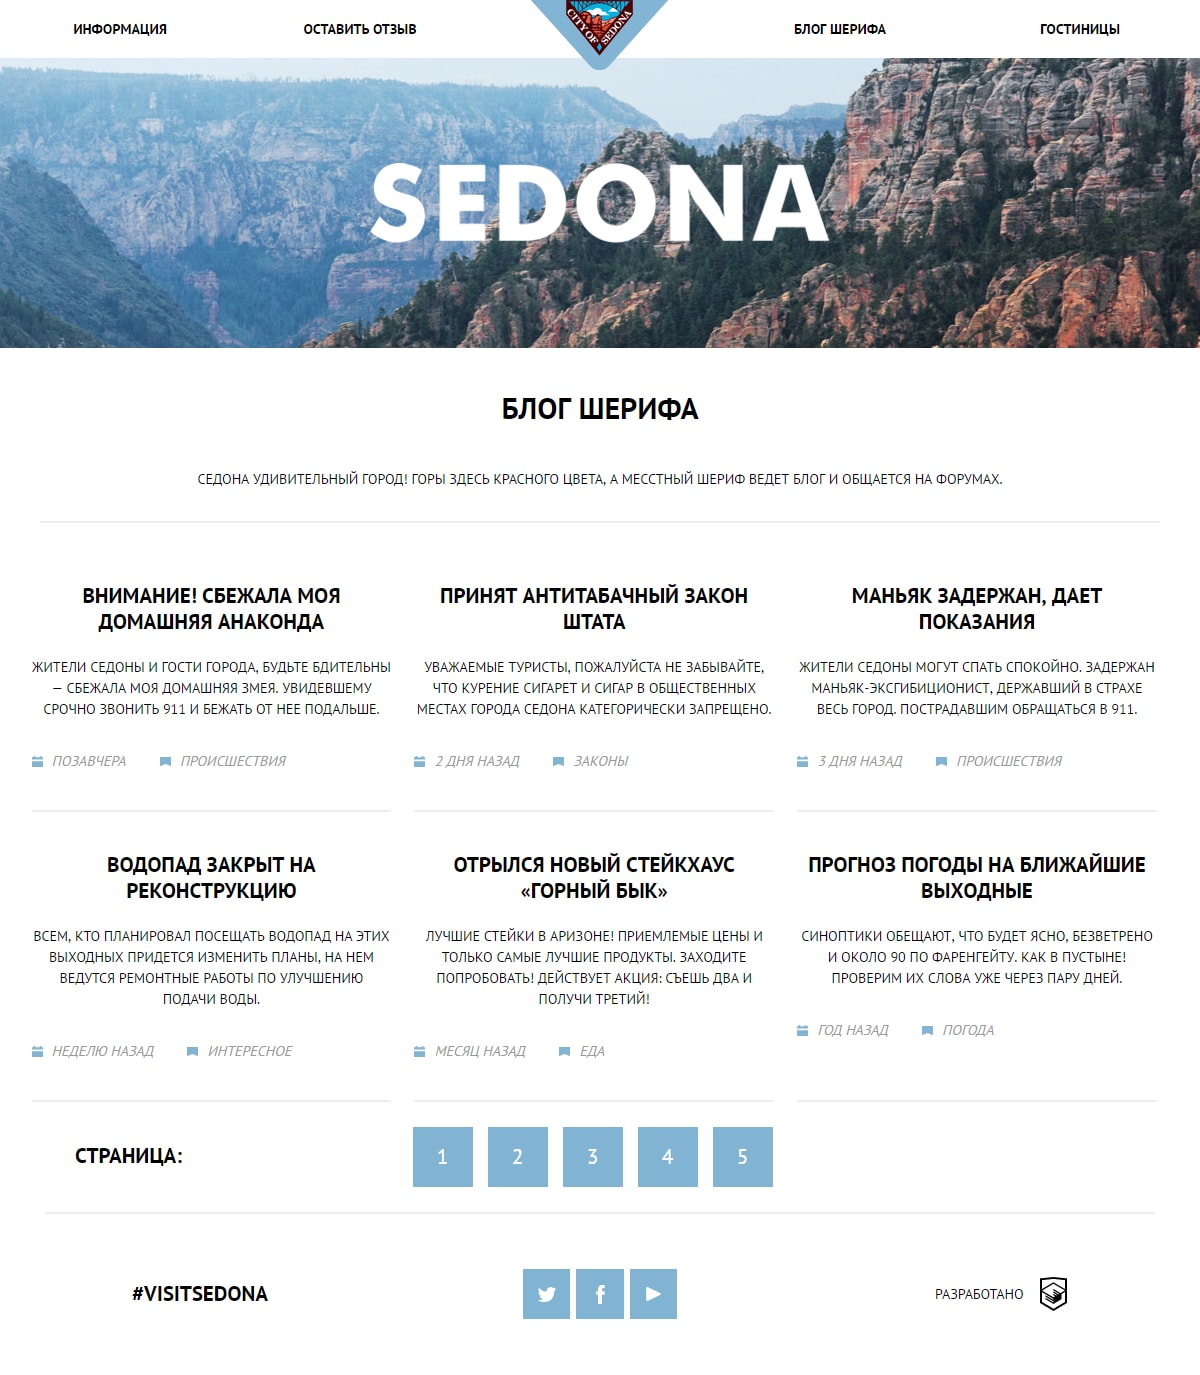 ИНФОРМАЦИЯ
ОСТАВИТЬ ОТЗЫВ
CITY OF SEDONA
БЛОГ ШЕРИФА
ГОСТИНИЦЫ
SEDONA
БЛОГ ШЕРИФА
СЕДОНА УДИВИТЕЛЬНЫЙ ГОРОД! ГОРЫ ЗДЕСЬ КРАСНОГО ЦВЕТА, А МЕССТНЫЙ ШЕРИФ ВЕДЕТ БЛОГ И ОБЩАЕТСЯ НА ФОРУМАХ.
ВНИМАНИЕ! СБЕЖАЛА МОЯ
ДОМАШНЯЯ АНАКОНДА
ЖИТЕЛИ СЕДОНЫ И ГОСТИ ГОРОДА, БУДЬТЕ БДИТЕЛЬНЫ
— СБЕЖАЛА МОЯ ДОМАШНЯЯ ЗМЕЯ. УВИДЕВШЕМУ
СРОЧНО ЗВОНИТЬ 911 И БЕЖАТЬ ОТ НЕЕ ПОДАЛЬШЕ.
ПОЗАВЧЕРА
ПРОИСШЕСТВИЯ
ПРИНЯТ АНТИТАБАЧНЫЙ ЗАКОН
ШТАТА
УВАЖАЕМЫЕ ТУРИСТЫ, ПОЖАЛУЙСТА НЕ ЗАБЫВАЙТЕ,
ЧТО КУРЕНИЕ СИГАРЕТ И СИГАР В ОБЩЕСТВЕННЫХ
МЕСТАХ ГОРОДА СЕДОНА КАТЕГОРИЧЕСКИ ЗАПРЕЩЕНО.
2 ДНЯ НАЗАД
ЗАКОНЫ
МАНЬЯК ЗАДЕРЖАН, ДАЕТ
ПОКАЗАНИЯ
ЖИТЕЛИ СЕДОНЫ МОГУТ СПАТЬ СПОКОЙНО. ЗАДЕРЖАН
МАНЬЯК-ЭКСГИБИЦИОНИСТ, ДЕРЖАВШИЙ В СТРАХЕ
ВЕСЬ ГОРОД. ПОСТРАДАВШИМ ОБРАЩАТЬСЯ В 911.
3 ДНЯ НАЗАД
ПРОИСШЕСТВИЯ
ВОДОПАД ЗАКРЫТ НА
РЕКОНСТРУКЦИЮ
ВСЕМ, КТО ПЛАНИРОВАЛ ПОСЕЩАТЬ ВОДОПАД НА ЭТИХ
ВЫХОДНЫХ ПРИДЕТСЯ ИЗМЕНИТЬ ПЛАНЫ, НА НЕМ
ВЕДУТСЯ РЕМОНТНЫЕ РАБОТЫ ПО УЛУЧШЕНИЮ
ПОДАЧИ ВОДЫ.
НЕДЕЛЮ НАЗАД
ИНТЕРЕСНОЕ
ОТРЫЛСЯ НОВЫЙ СТЕЙКХАУС
«ГОРНЫЙ БЫК»
ЛУЧШИЕ СТЕЙКИ В АРИЗОНЕ! ПРИЕМЛЕМЫЕ ЦЕНЫ И
ТОЛЬКО САМЫЕ ЛУЧШИЕ ПРОДУКТЫ. ЗАХОДИТЕ
ПОПРОБОВАТЬ! ДЕЙСТВУЕТ АКЦИЯ: СЪЕШЬ ДВА И
ПОЛУЧИ ТРЕТИЙ!
МЕСЯЦ НАЗАД
ЕДА
ПРОГНОЗ ПОГОДЫ НА БЛИЖАЙШИЕ
ВЫХОДНЫЕ
СИНОПТИКИ ОБЕЩАЮТ, ЧТО БУДЕТ ЯСНО, БЕЗВЕТРЕНО
И ОКОЛО 90 ПО ФАРЕНГЕЙТУ. КАК В ПУСТЫНЕ!
ПРОВЕРИМ ИХ СЛОВА УЖЕ ЧЕРЕЗ ПАРУ ДНЕЙ.
ГОД НАЗАД
ПОГОДА
СТРАНИЦА:
1
2
3
4
5
#VISITSEDONA
РАЗРАБОТАНО